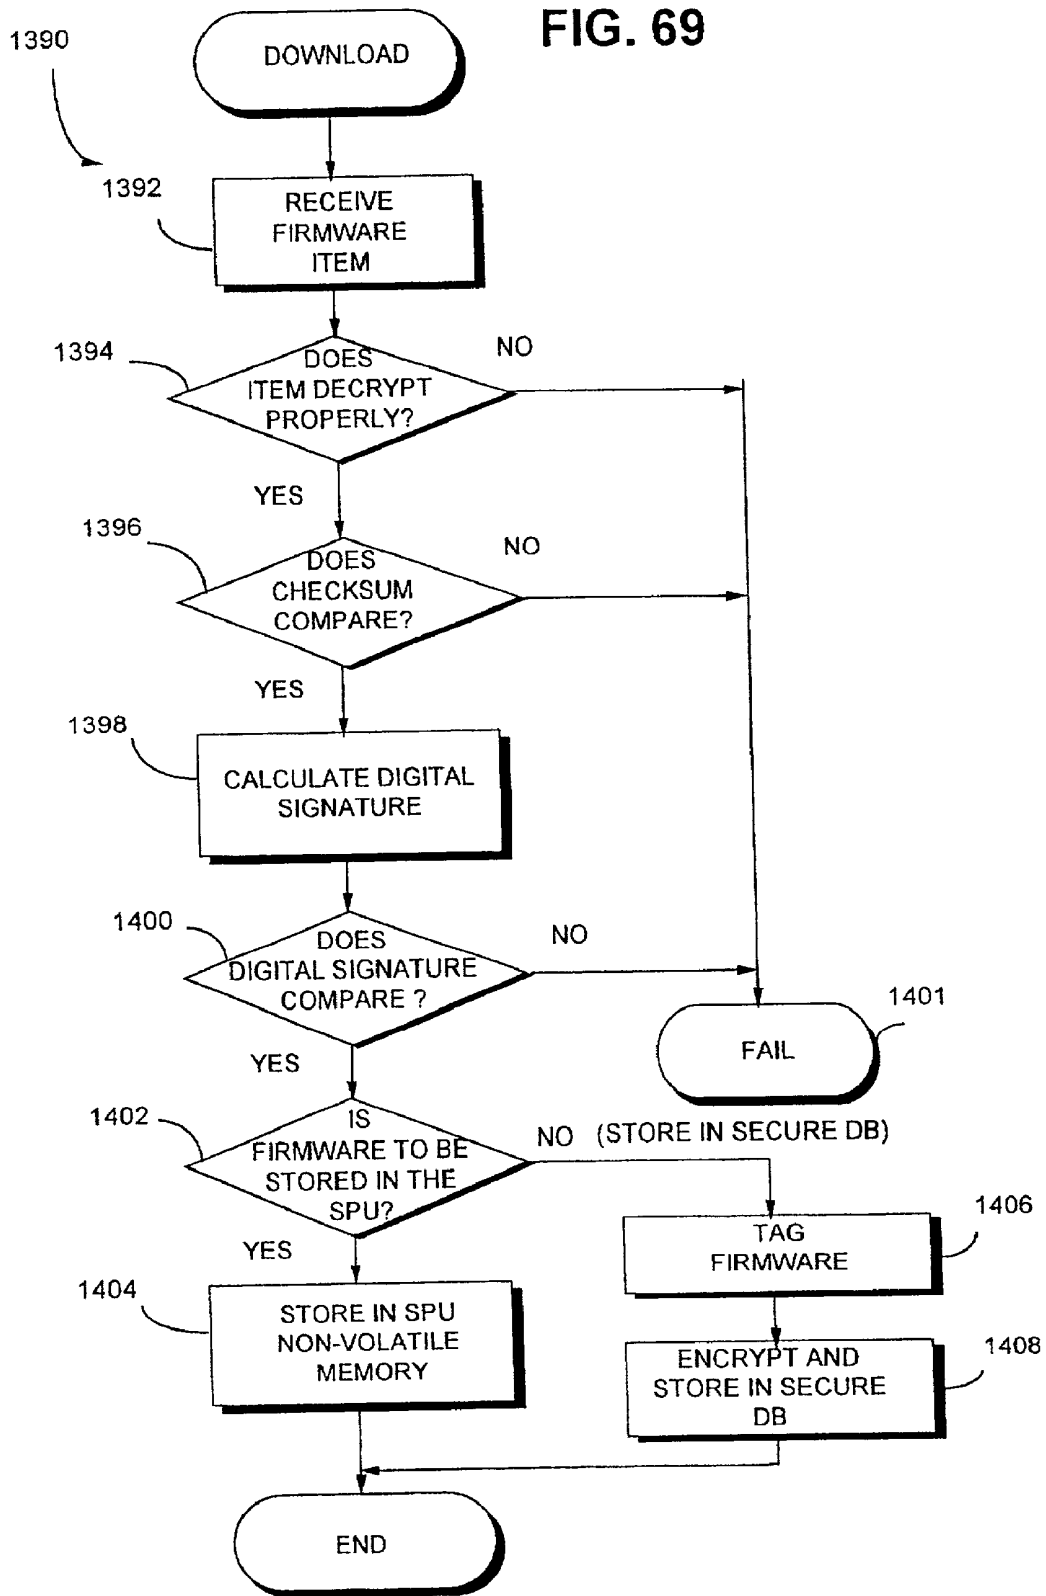 FIG. 69
1390
DOWNLOAD
1392
RECEIVE
FIRMWARE
ITEM
1394
DOES
ITEM DECRYPT
PROPERLY?
NO
YES
1396
DOES
CHECKSUM
COMPARE?
NO
YES
1398
CALCULATE DIGITAL
SIGNATURE
1400
DOES
DIGITAL SIGNATURE
COMPARE ?
NO
1401
FAIL
YES
1402
IS
FIRMWARE TO BE
STORED IN THE
SPU?
NO (STORE IN SECURE DB)
1406
TAG
FIRMWARE
YES
1404
STORE IN SPU
NON-VOLATILE
MEMORY
1408
ENCRYPT AND
STORE IN SECURE
DB
END